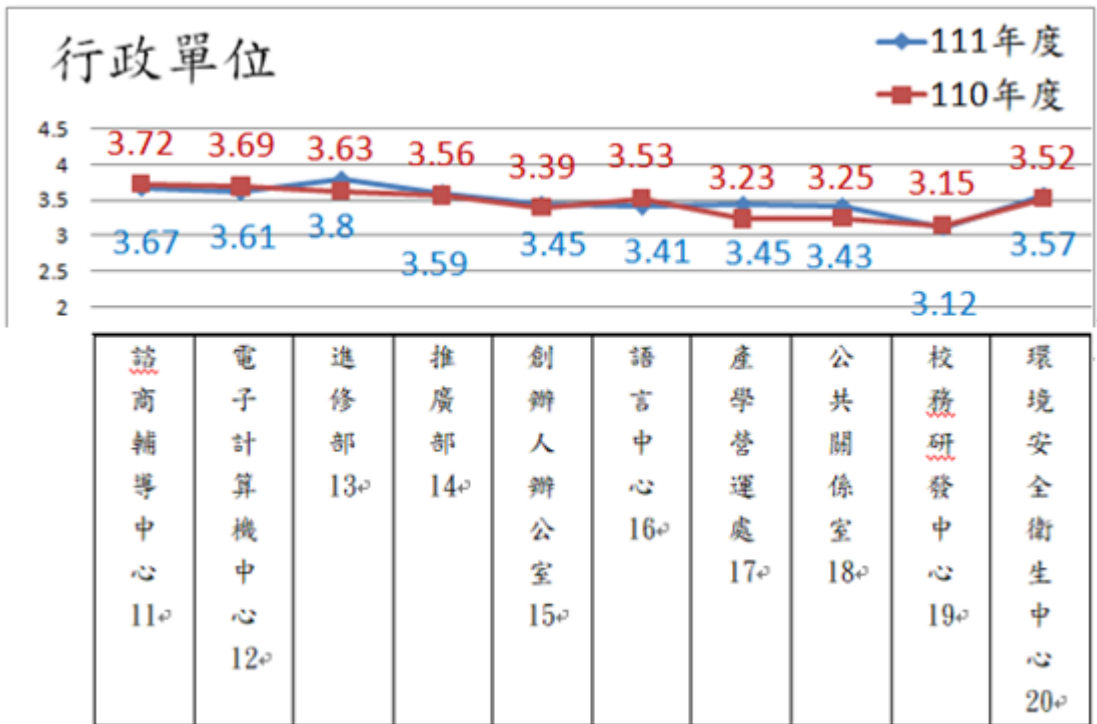 行政單位
111年度
110年度
4.5
4
3.5
3
2.5
2
3.72 3.69 3.63 3.56 3.39 3.53 3.23 3.25 3.15 3.52
3.67 3.61 3.8 3.59 3.45 3.41 3.45 3.43 3.12 3.57
諮商輔導中心11
電子計算機中心12
進修部13
推廣部14
創辦人辦公室15
語言中心16
產學營運處17
公共關係室18
校務研發中心19
環境安全衛生中心20